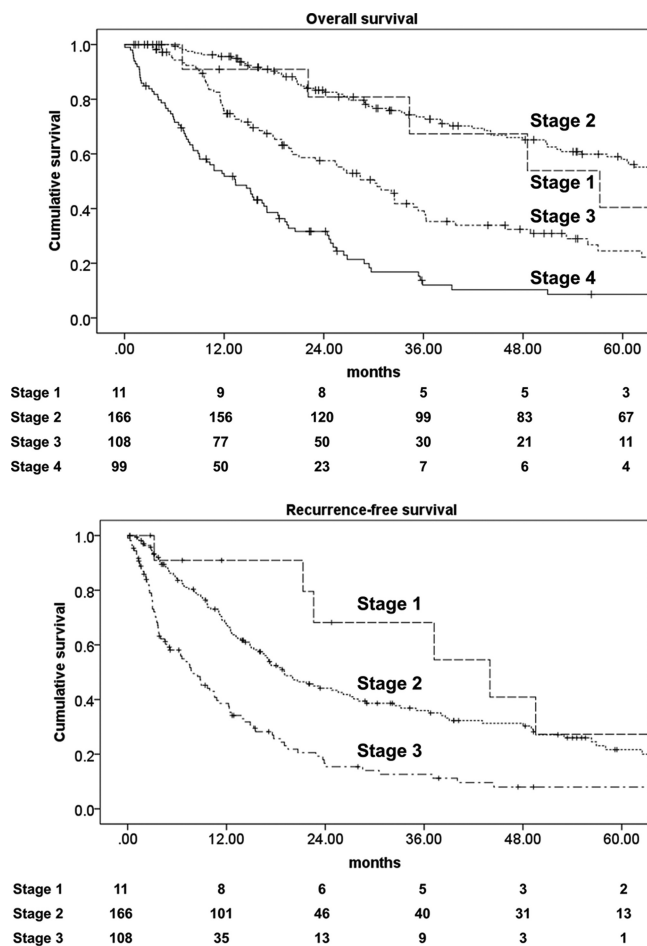 Overall survival
Cumulative survival
1.0
0.8
0.6
0.4
0.2
0.0
Stage 2
Stage 1
Stage 3
Stage 4
.00 12.00 24.00 36.00 48.00 60.00
months
Stage 1 11 9 8 5 5 3
Stage 2 166 156 120 99 83 67
Stage 3 108 77 50 30 21 11
Stage 4 99 50 23 7 6 4
Recurrence-free survival
Cumulative survival
1.0
0.8
0.6
0.4
0.2
0.0
Stage 1
Stage 2
Stage 3
.00 12.00 24.00 36.00 48.00 60.00
months
Stage 1 11 8 6 5 3 2
Stage 2 166 101 46 40 31 13
Stage 3 108 35 13 9 3 1